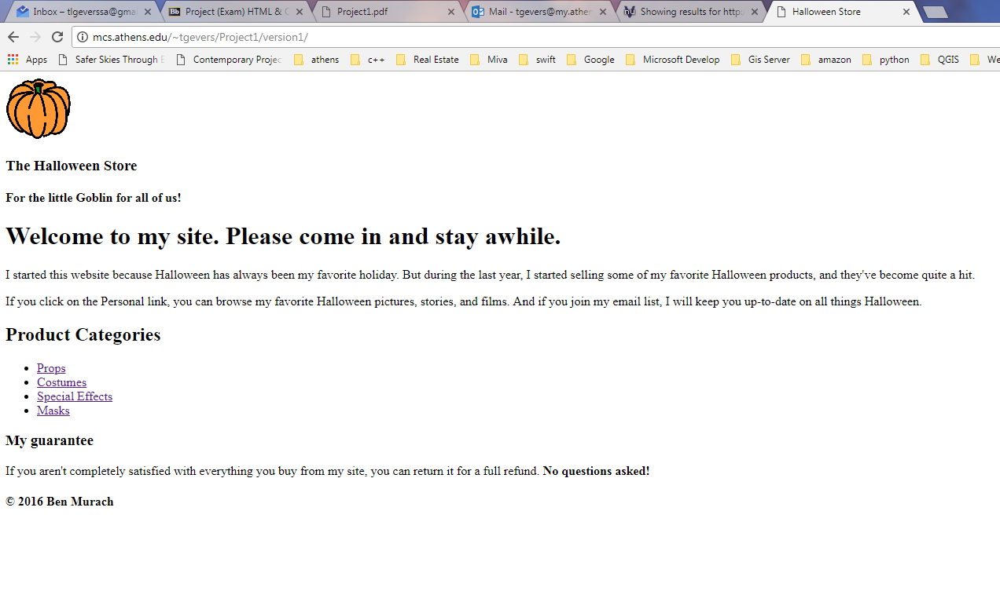 Inbox – tlgeverssa@gma
Project (Exam) HTML & C
Project1.pdf
Mail - tgevers@my.athen
Showing results for http:
Halloween Store
mcs.athens.edu/~tgevers/Project1/version1/
Apps Safer Skies Through E Contemporary Projec athens c++ Real Estate Miva swift Google Microsoft Develop Gis Server amazon python QGIS We
The Halloween Store
For the little Goblin for all of us!
Welcome to my site. Please come in and stay awhile.
I started this website because Halloween has always been my favorite holiday. But during the last year, I started selling some of my favorite Halloween products, and they've become quite a hit.
If you click on the Personal link, you can browse my favorite Halloween pictures, stories, and films. And if you join my email list, I will keep you up-to-date on all things Halloween.
Product Categories
Props
Costumes
Special Effects
Masks
My guarantee
If you aren't completely satisfied with everything you buy from my site, you can return it for a full refund. No questions asked!
© 2016 Ben Murach